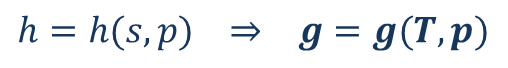 h = h(s,p) ⇒ g = g(T,p)